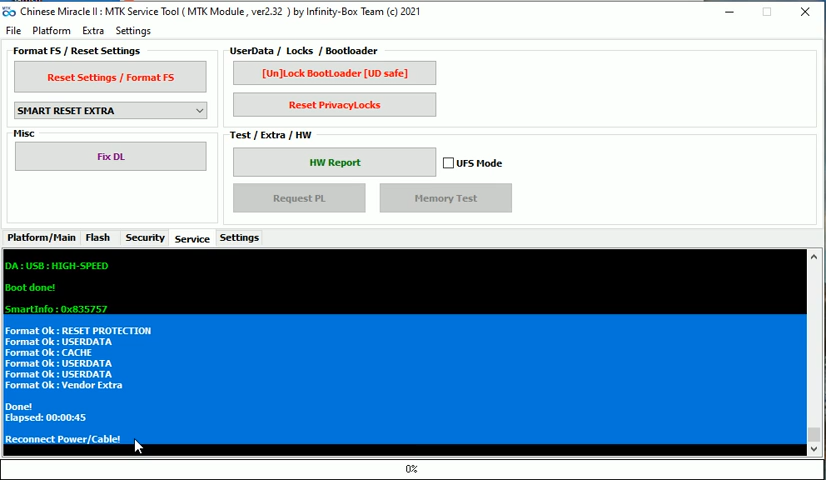 Chinese Miracle II : MTK Service Tool ( MTK Module , ver2.32 ) by Infinity-Box Team (c) 2021
File Platform Extra Settings
Format FS / Reset Settings
Reset Settings / Format FS
SMART RESET EXTRA
Misc
Fix DL
UserData / Locks / Bootloader
[Un]Lock BootLoader [UD safe]
Reset PrivacyLocks
Test / Extra / HW
HW Report
UFS Mode
Request PL
Memory Test
Platform/Main Flash Security Service Settings
DA : USB : HIGH-SPEED
Boot done!
SmartInfo : 0x835757
Format Ok : RESET PROTECTION
Format Ok : USERDATA
Format Ok : CACHE
Format Ok : USERDATA
Format Ok : USERDATA
Format Ok : Vendor Extra
Done!
Elapsed: 00:00:45
Reconnect Power/Cable!
0%